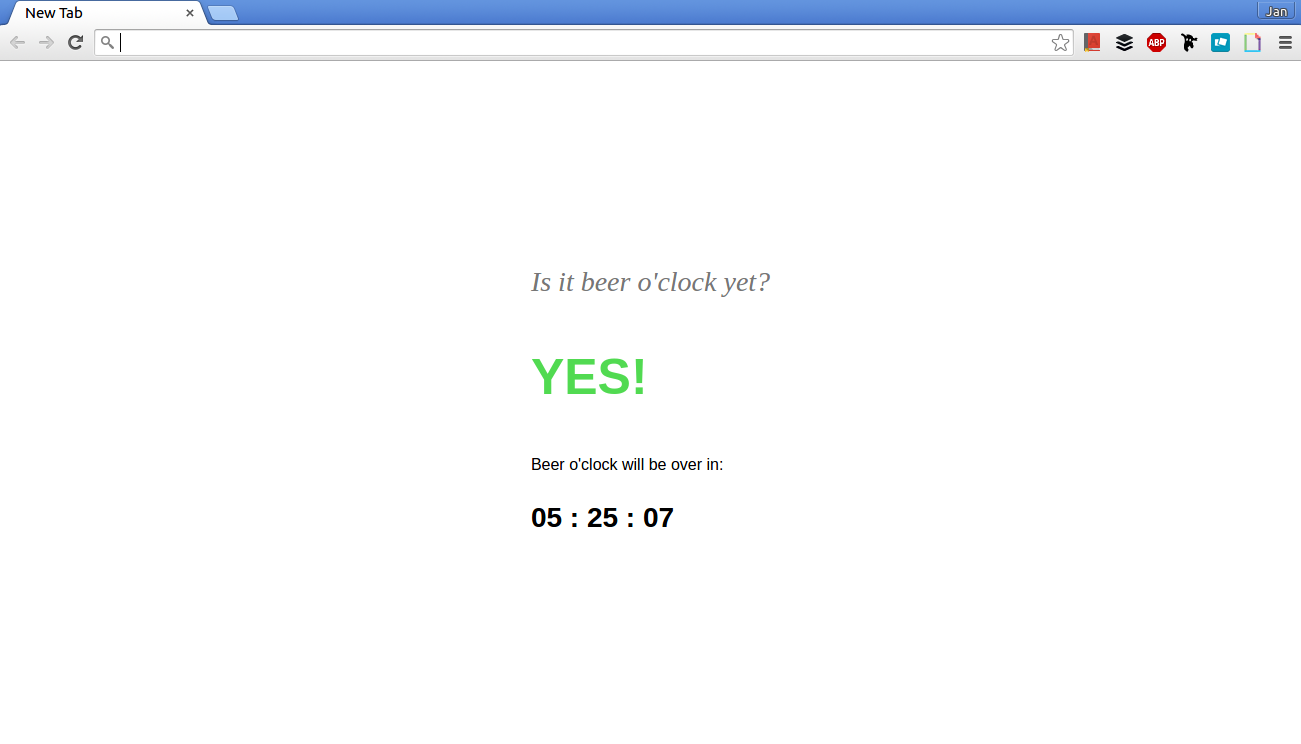 New Tab
Jan
ABP
Is it beer o'clock yet?
YES!
Beer o'clock will be over in:
05 : 25 : 07